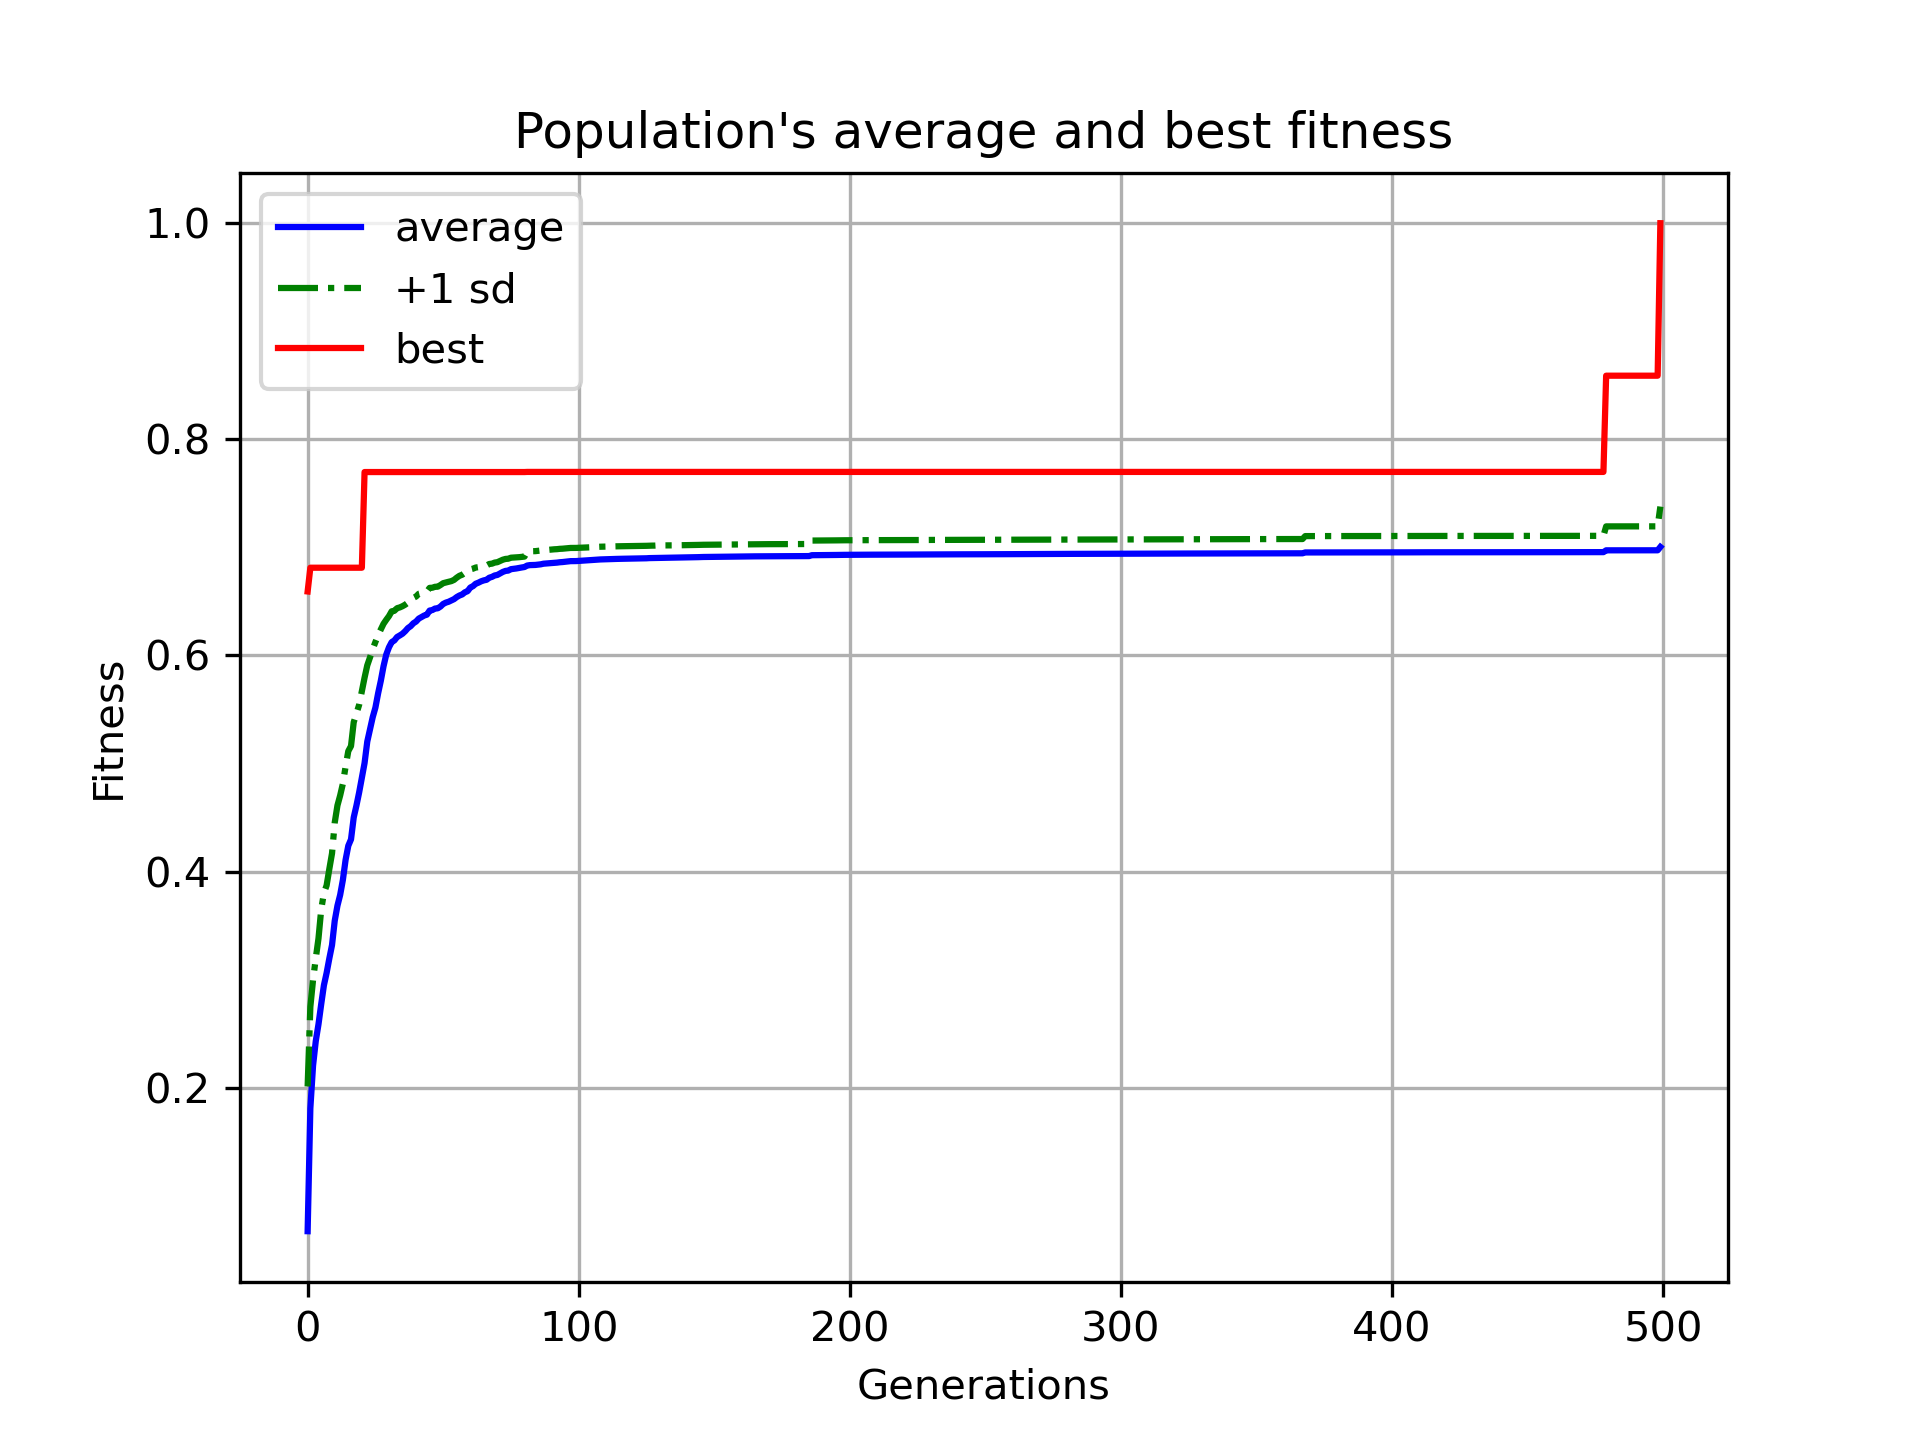 Population's average and best fitness
average
+1 sd
best
1.0
0.8
0.6
0.4
0.2
Fitness
0
100
200
300
400
500
Generations